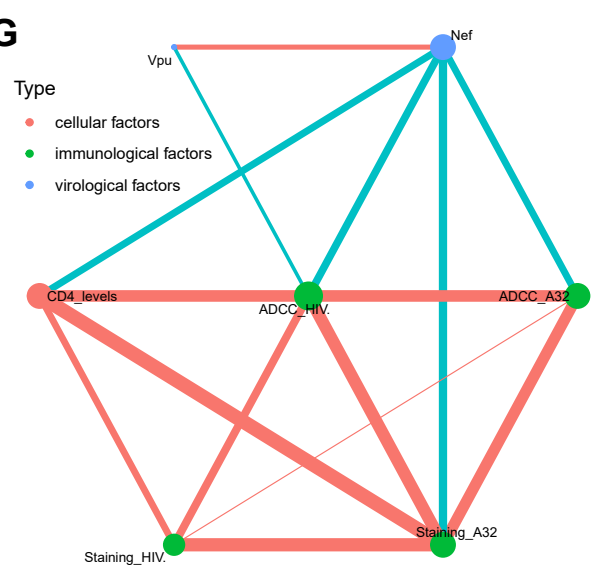 G
Nef
Vpu
Type
cellular factors
immunological factors
virological factors
CD4_levels
ADCC_HIV.
ADCC_A32
Staining_A32
Staining_HIV.